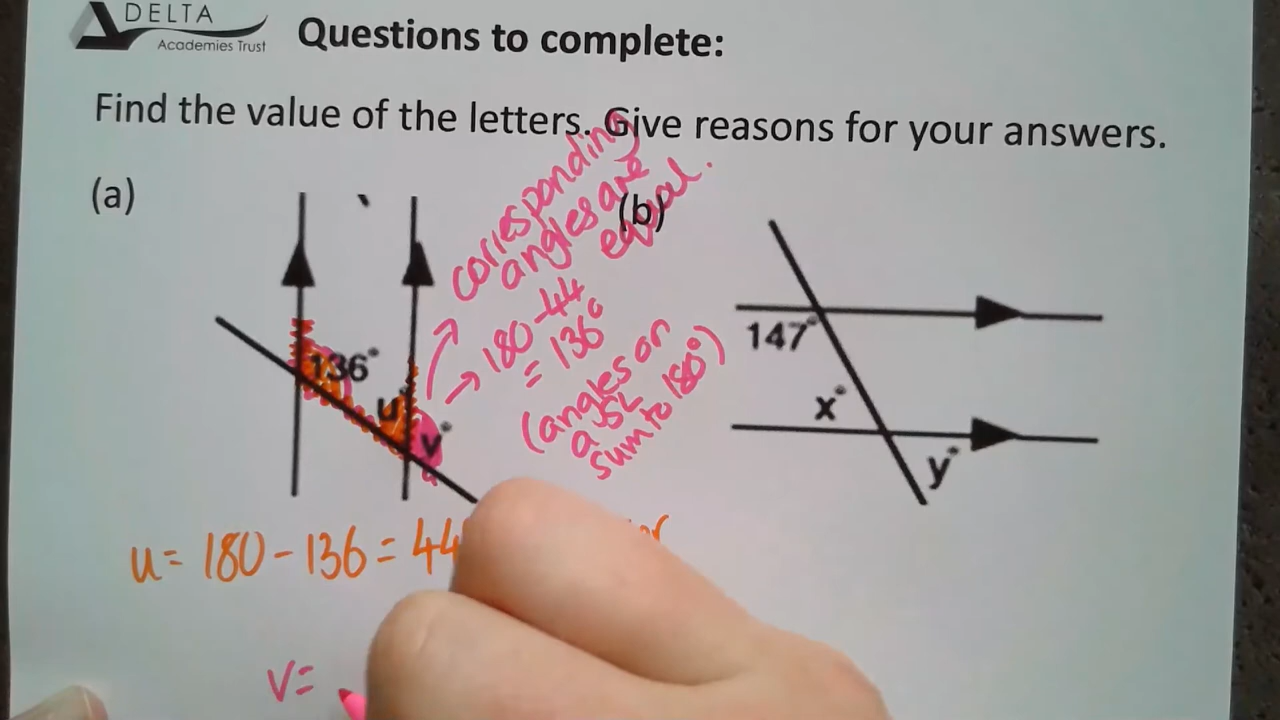 DELTA
Academies Trust
Questions to complete:
Find the value of the letters. Give reasons for your answers.
(a)
136°
u°
v°
corresponding
angles are
equal.
180-44
= 136°
(angles on
a SL
sum to 180°)
(b)
147°
x°
y°
u= 180-136=44
v=